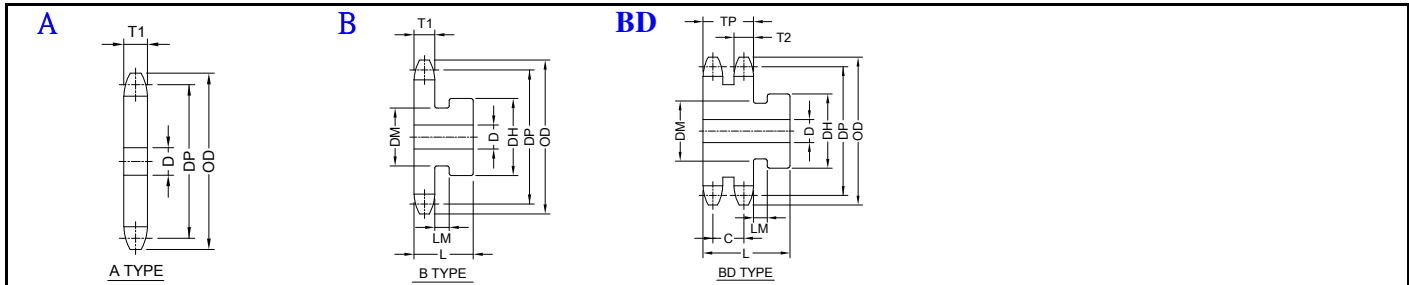 A
T1
D
DP
OD
A TYPE
B
T1
DM
D
DH
DP
OD
LM
L
B TYPE
BD
TP
T2
DM
D
DH
DP
OD
LM
C
L
BD TYPE